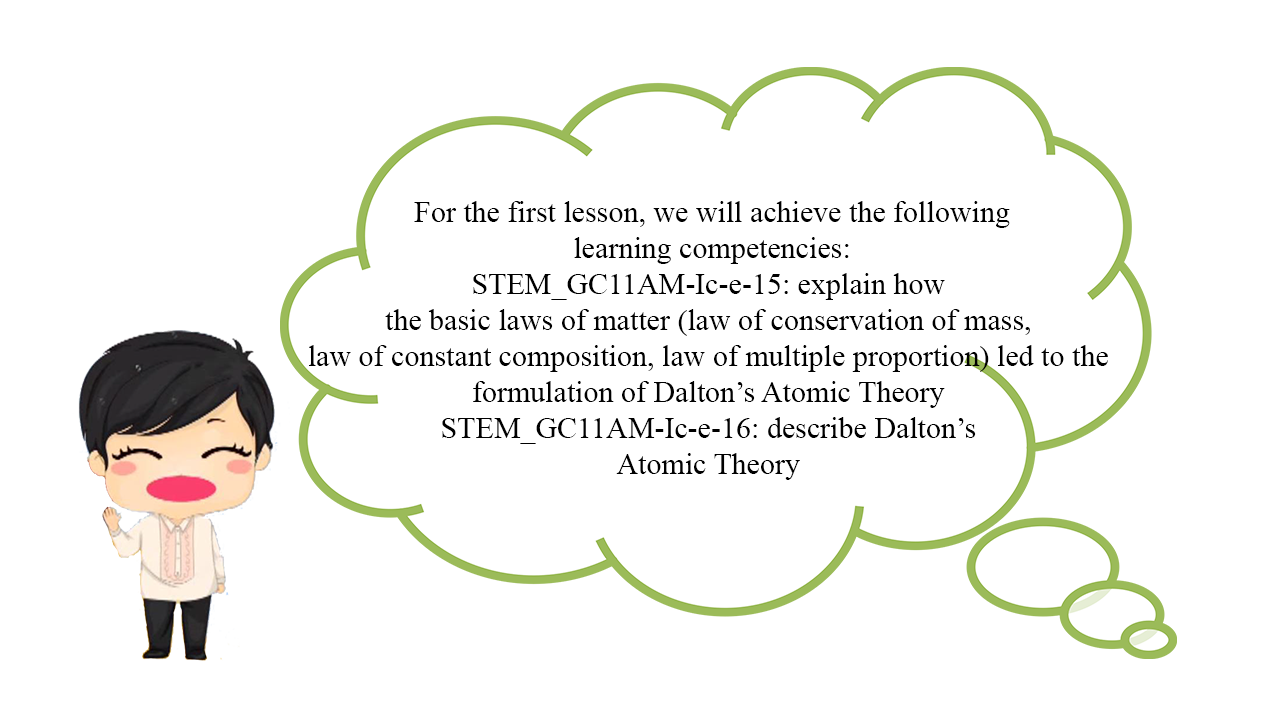 For the first lesson, we will achieve the following
learning competencies:
STEM_GC11AM-Ic-e-15: explain how
the basic laws of matter (law of conservation of mass,
law of constant composition, law of multiple proportion) led to the
formulation of Dalton’s Atomic Theory
STEM_GC11AM-Ic-e-16: describe Dalton’s
Atomic Theory